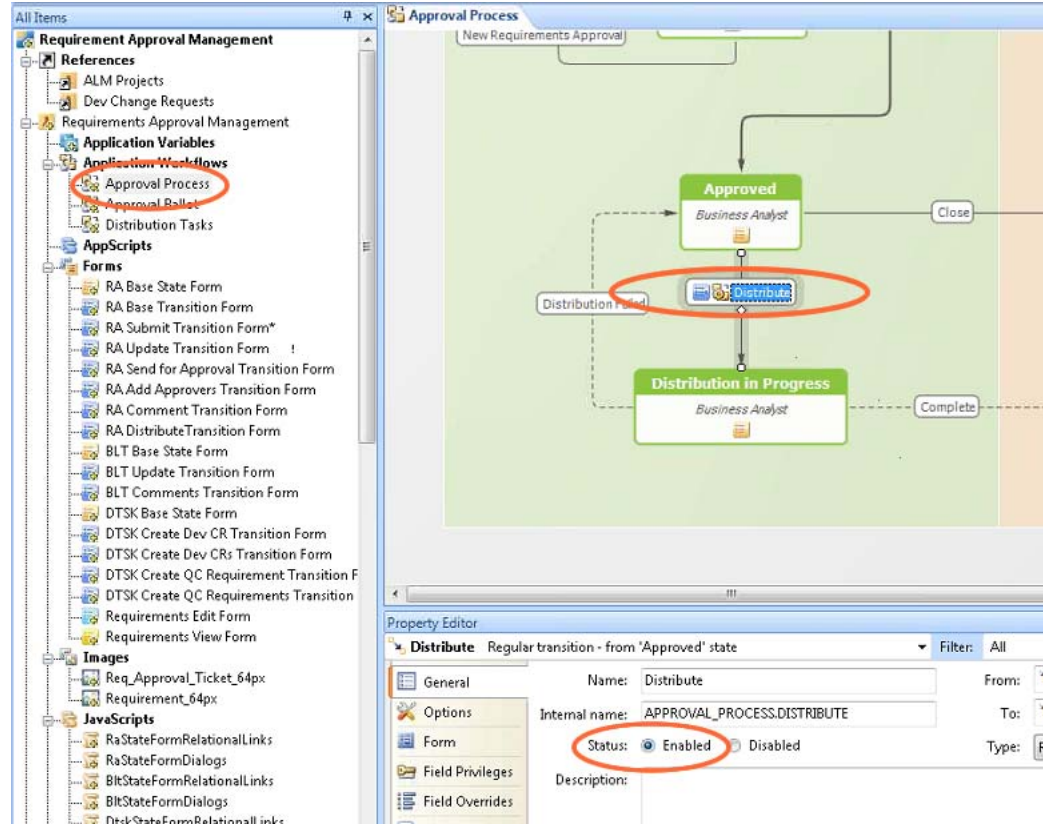 All Items
Requirement Approval Management
References
ALM Projects
Dev Change Requests
Requirements Approval Management
Application Variables
Application Workflows
Approval Process
Approval Ballot
Distribution Tasks
AppScripts
Forms
RA Base State Form
RA Base Transition Form
RA Submit Transition Form*
RA Update Transition Form !
RA Send for Approval Transition Form
RA Add Approvers Transition Form
RA Comment Transition Form
RA DistributeTransition Form
BLT Base State Form
BLT Update Transition Form
BLT Comments Transition Form
DTSK Base State Form
DTSK Create Dev CR Transition Form
DTSK Create Dev CRs Transition Form
DTSK Create QC Requirement Transition F
DTSK Create QC Requirements Transition
Requirements Edit Form
Requirements View Form
Images
Req_Approval_Ticket_64px
Requirement_64px
JavaScripts
RaStateFormRelationalLinks
RaStateFormDialogs
BltStateFormRelationalLinks
BltStateFormDialogs
DtskStateFormRelationalLinks
Approval Process
New Requirements Approval
Approved
Business Analyst
Close
Distribute
Distribution Failed
Distribution in Progress
Business Analyst
Complete
Property Editor
Distribute Regular transition - from 'Approved' state Filter: All
General
Options
Form
Field Privileges
Field Overrides
Name: Distribute From:
Internal name: APPROVAL_PROCESS.DISTRIBUTE To:
Status: Enabled Disabled Type:
Description: